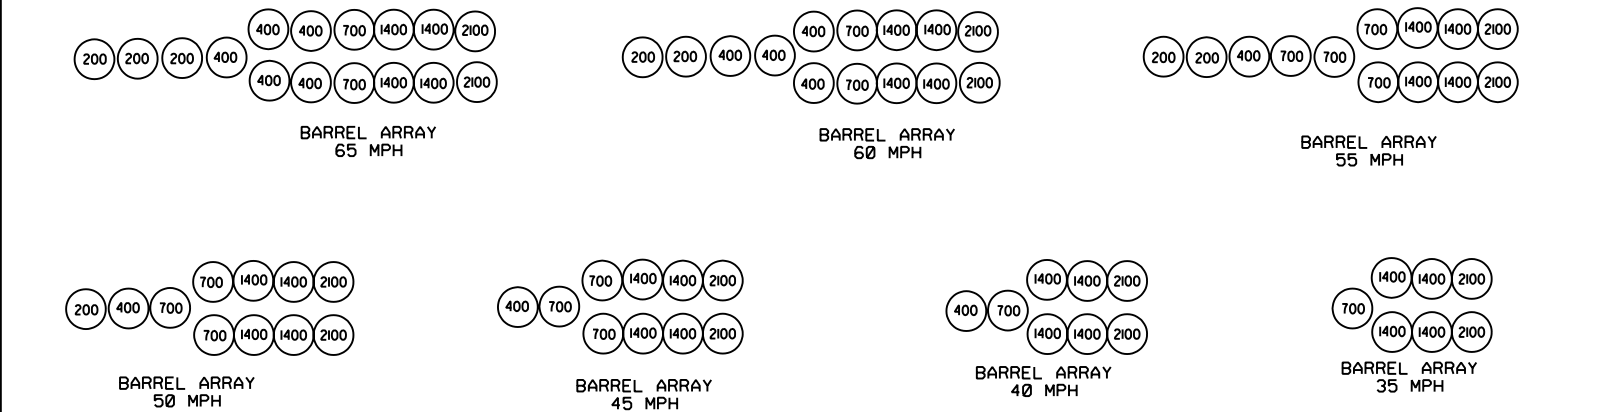 400 400 700 1400 1400 2100
200 200 200 400
400 400 700 1400 1400 2100
BARREL ARRAY
65 MPH
400 700 1400 1400 2100
200 200 400 400
400 700 1400 1400 2100
BARREL ARRAY
60 MPH
700 1400 1400 2100
200 200 400 700 700
700 1400 1400 2100
BARREL ARRAY
55 MPH
700 1400 1400 2100
200 400 700
700 1400 1400 2100
BARREL ARRAY
50 MPH
700 1400 1400 2100
400 700
700 1400 1400 2100
BARREL ARRAY
45 MPH
1400 1400 2100
400 700
1400 1400 2100
BARREL ARRAY
40 MPH
1400 1400 2100
700
1400 1400 2100
BARREL ARRAY
35 MPH